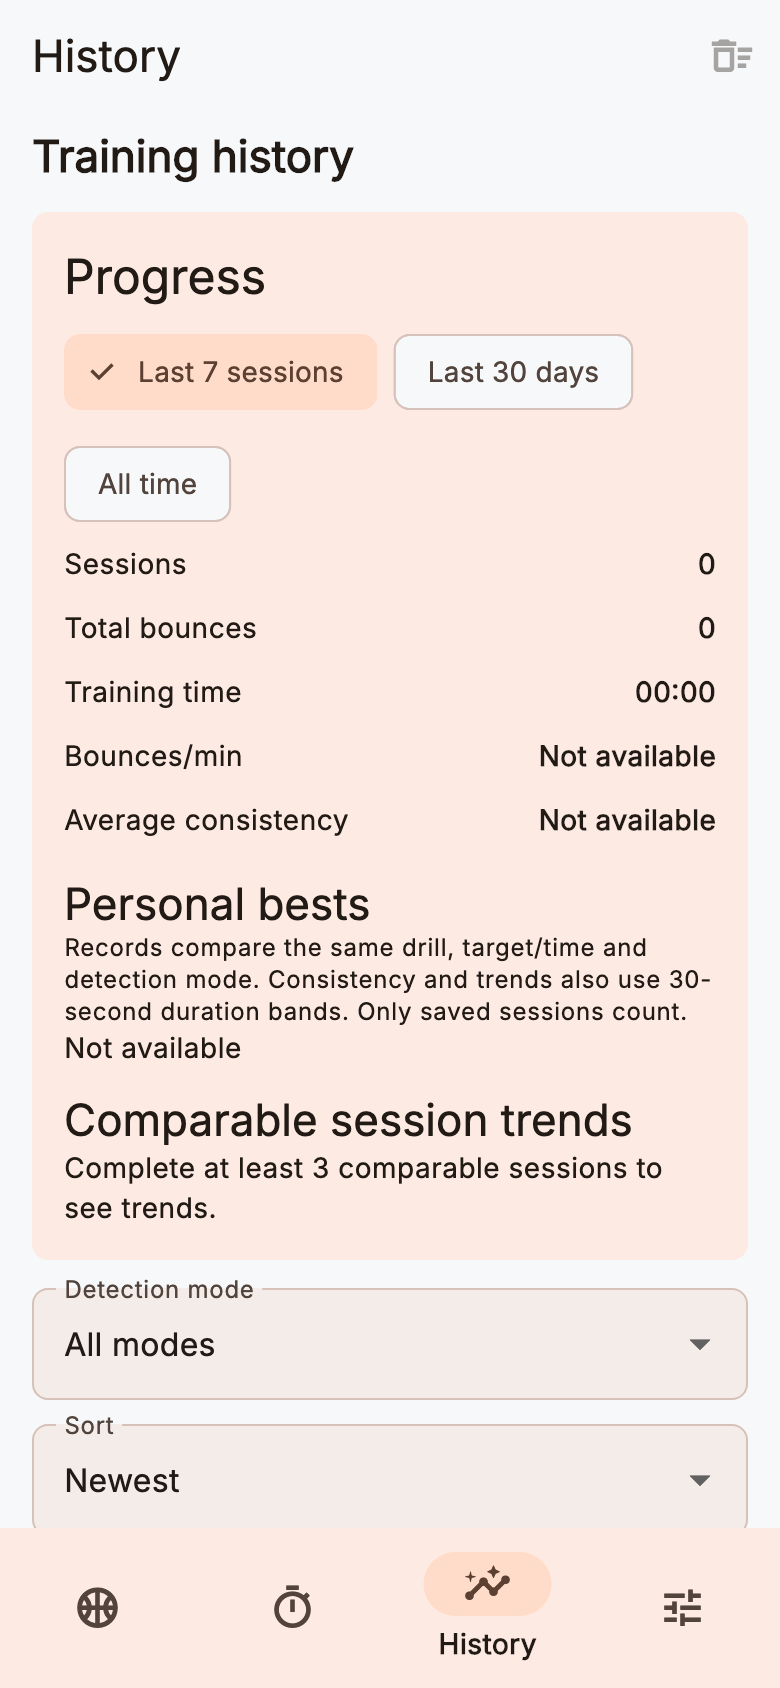 History
Training history
Progress
Last 7 sessions
Last 30 days
All time
Sessions 0
Total bounces 0
Training time 00:00
Bounces/min Not available
Average consistency Not available
Personal bests
Records compare the same drill, target/time and
detection mode. Consistency and trends also use 30-
second duration bands. Only saved sessions count.
Not available
Comparable session trends
Complete at least 3 comparable sessions to
see trends.
Detection mode
All modes
Sort
Newest
History